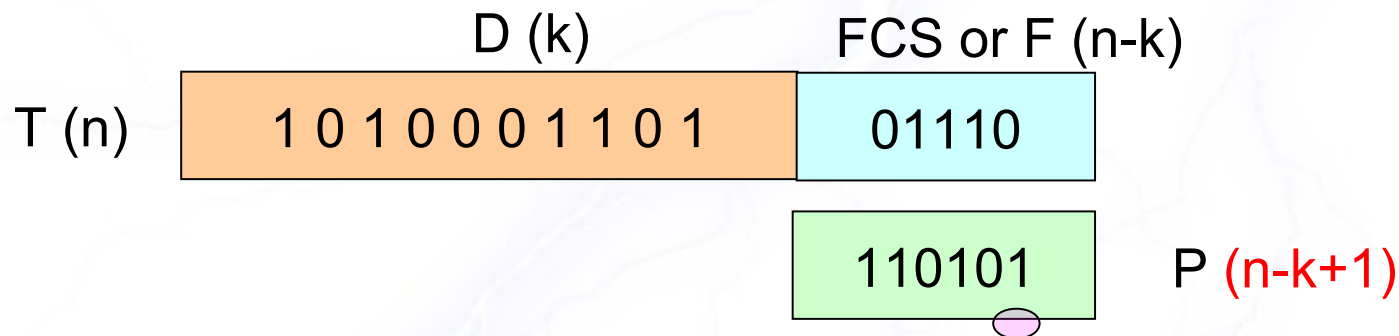 D (k) FCS or F (n-k)
T (n) 1 0 1 0 0 0 1 1 0 1 01110
110101 P (n-k+1)